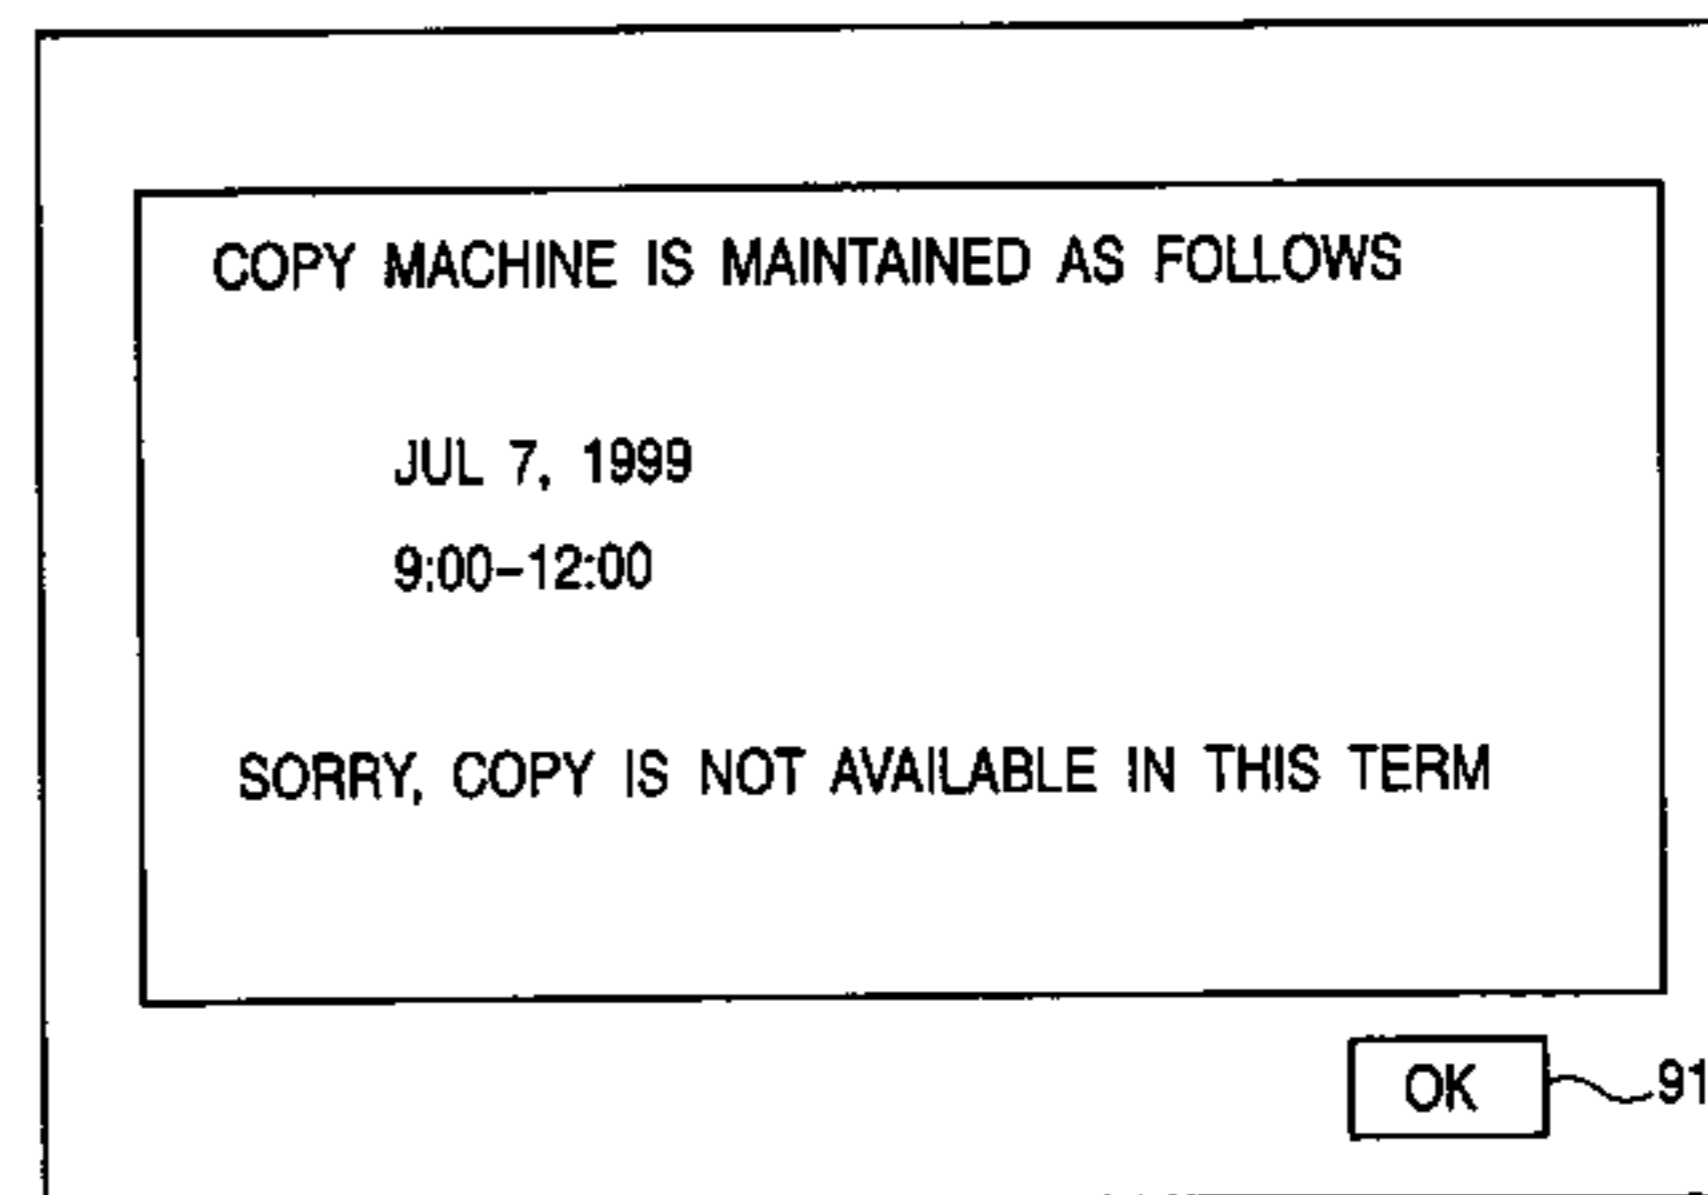 COPY MACHINE IS MAINTAINED AS FOLLOWS
JUL 7, 1999
9:00–12:00
SORRY, COPY IS NOT AVAILABLE IN THIS TERM
OK
91